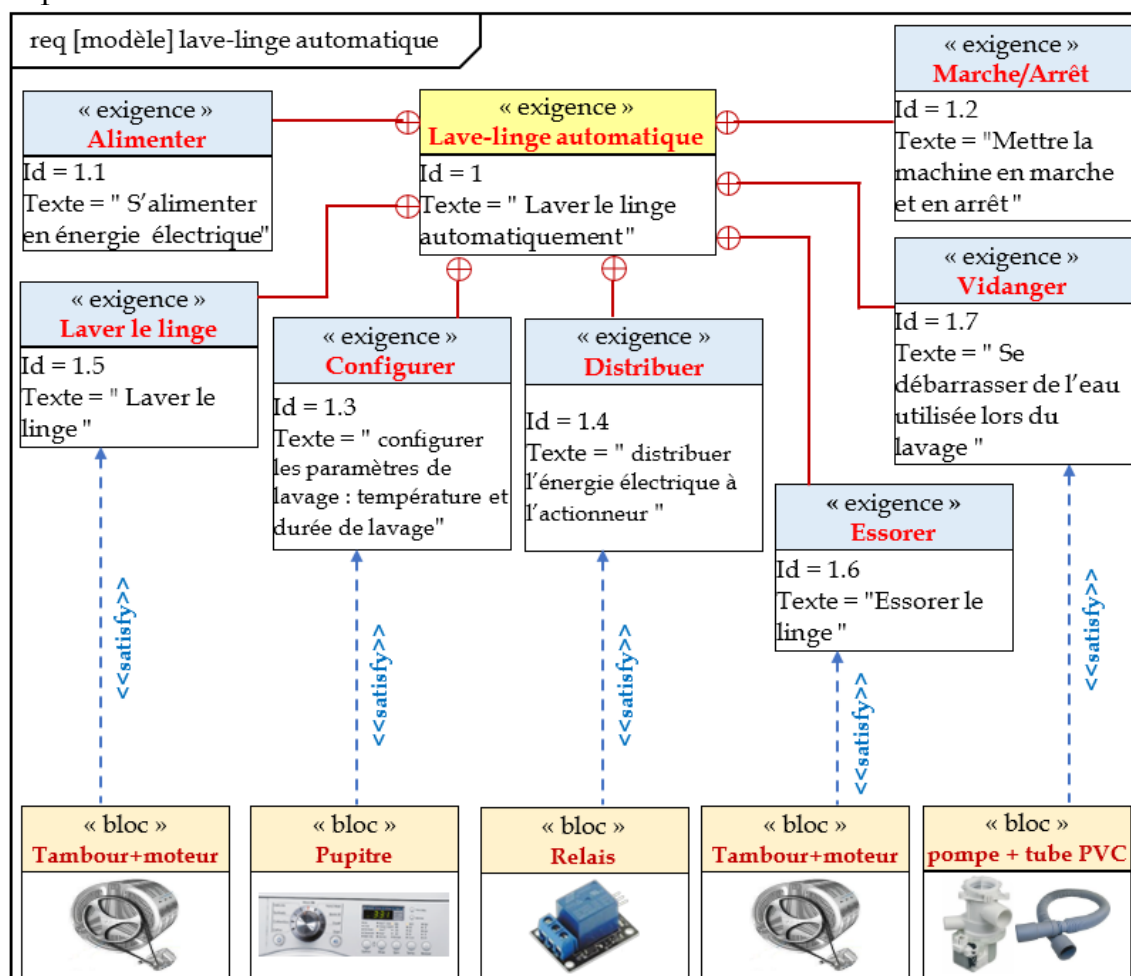 req [modèle] lave-linge automatique
« exigence »
Marche/Arrêt
Id = 1.2
Texte = "Mettre la
machine en marche
et en arrêt "
« exigence »
Alimenter
Id = 1.1
Texte = " S’alimenter
en énergie électrique"
« exigence »
Lave-linge automatique
Id = 1
Texte = " Laver le linge
automatiquement "
« exigence »
Vidanger
Id = 1.7
Texte = " Se
débarrasser de l’eau
utilisée lors du
lavage "
« exigence »
Laver le linge
Id = 1.5
Texte = " Laver le
linge "
« exigence »
Configurer
Id = 1.3
Texte = " configurer
les paramètres de
lavage : température et
durée de lavage"
« exigence »
Distribuer
Id = 1.4
Texte = " distribuer
l’énergie électrique à
l’actionneur "
« exigence »
Essorer
Id = 1.6
Texte = "Essorer le
linge "
<<satisfy>>
<<satisfy>>
<<satisfy>>
<<satisfy>>
<<satisfy>>
« bloc »
Tambour+moteur
« bloc »
Pupitre
« bloc »
Relais
« bloc »
Tambour+moteur
« bloc »
pompe + tube PVC